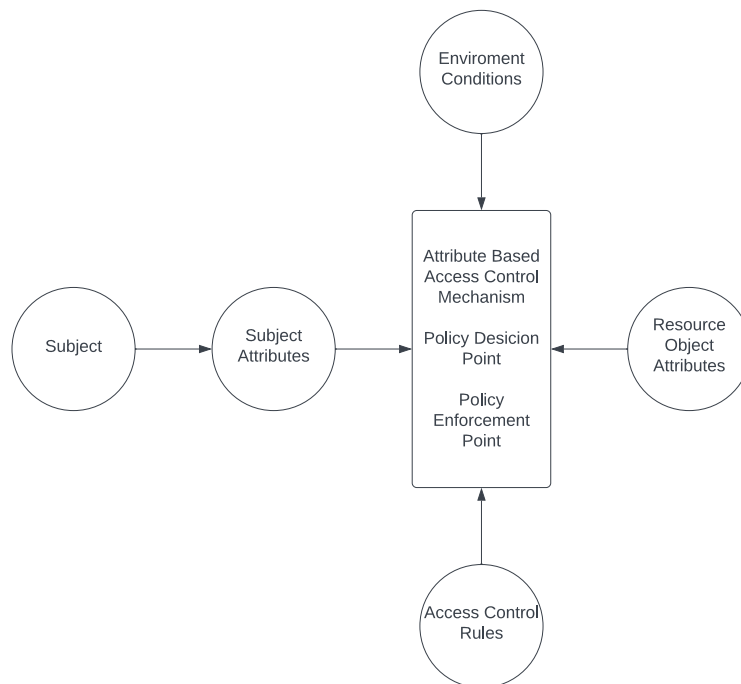 Enviroment
Conditions
Attribute Based
Access Control
Mechanism
Policy Desicion
Point
Policy
Enforcement
Point
Subject
Subject
Attributes
Resource
Object
Attributes
Access Control
Rules